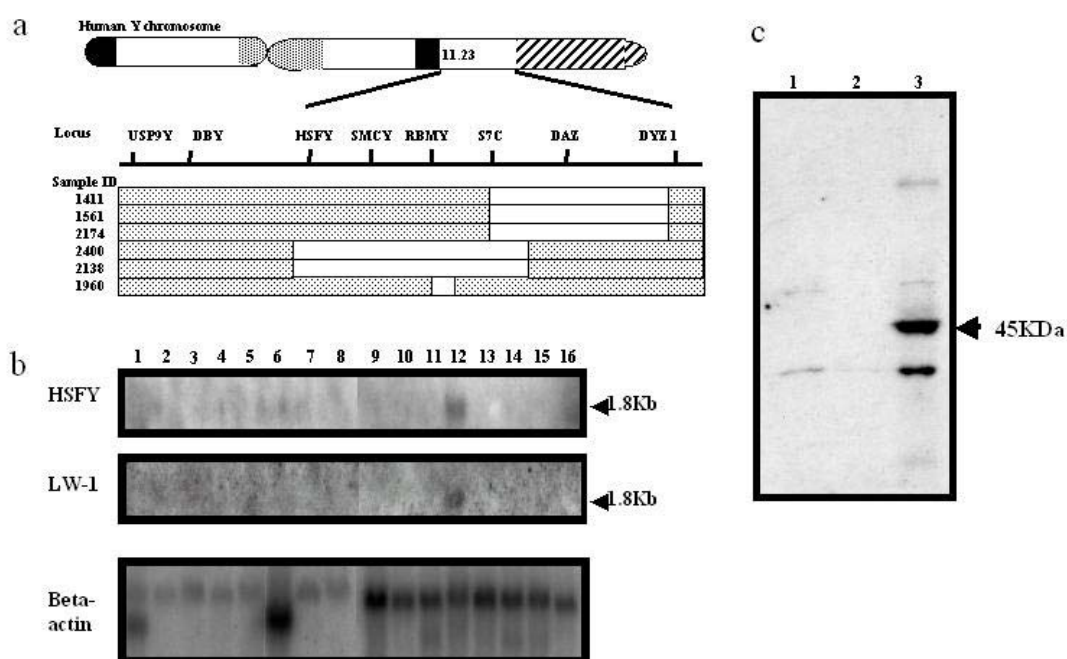 a
Human Y chromosome
11.23
Locus
USP9Y DBY HSFY SMCY RBMY S7C DAZ DYZ1
Sample ID
1411
1561
2174
2400
2138
1960
b
1 2 3 4 5 6 7 8 9 10 11 12 13 14 15 16
HSFY
1.8Kb
LW-1
1.8Kb
Beta-
actin
c
1 2 3
45KDa